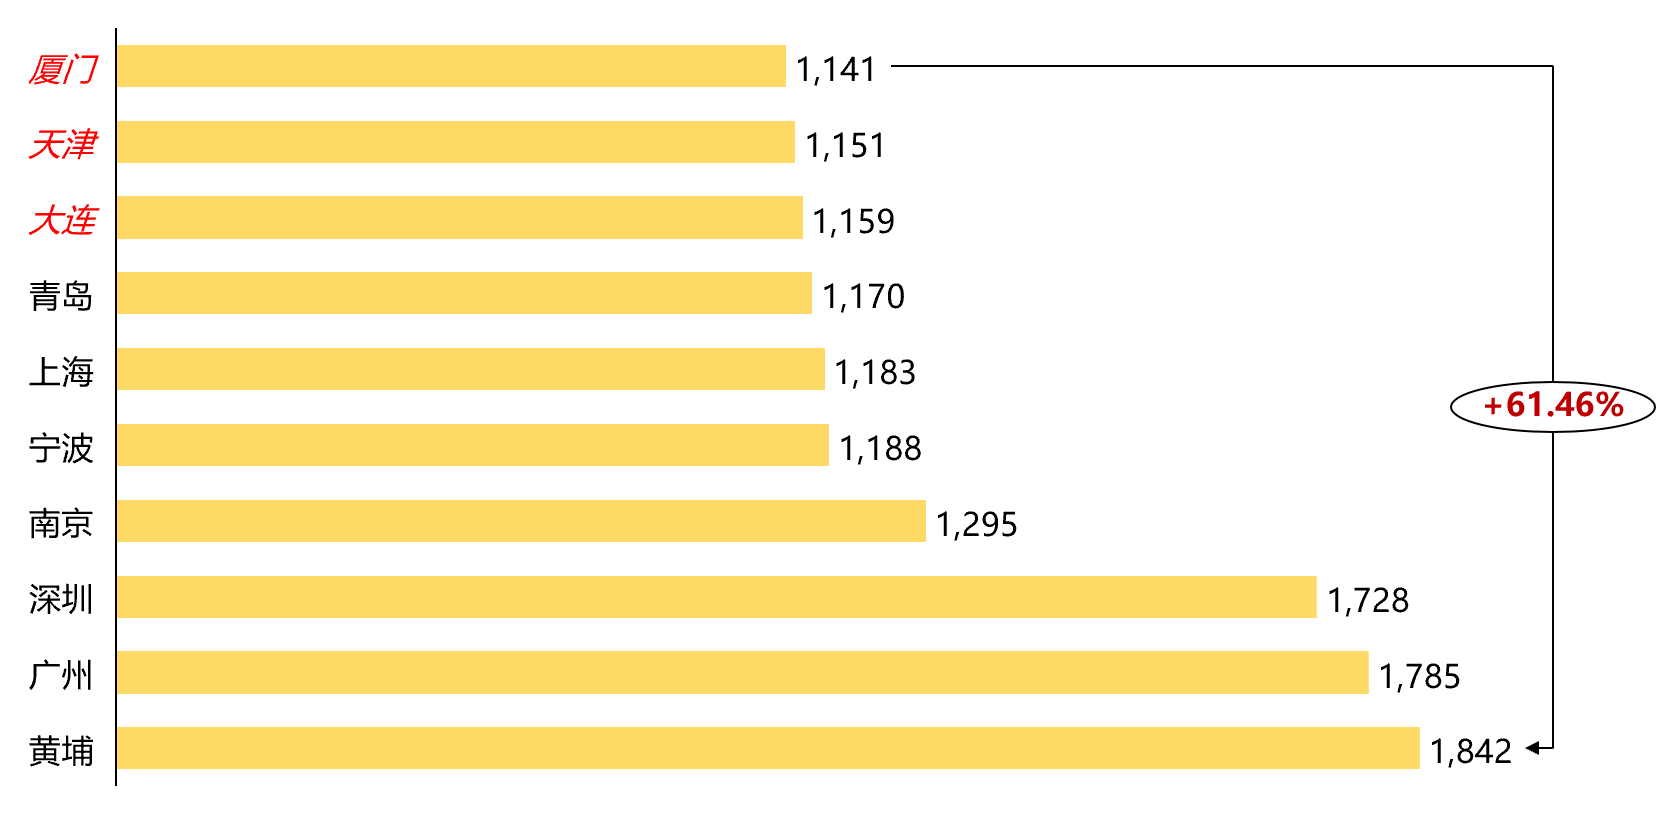 厦门 1,141
天津 1,151
大连 1,159
青岛 1,170
上海 1,183
+61.46%
宁波 1,188
南京 1,295
深圳 1,728
广州 1,785
黄埔 1,842